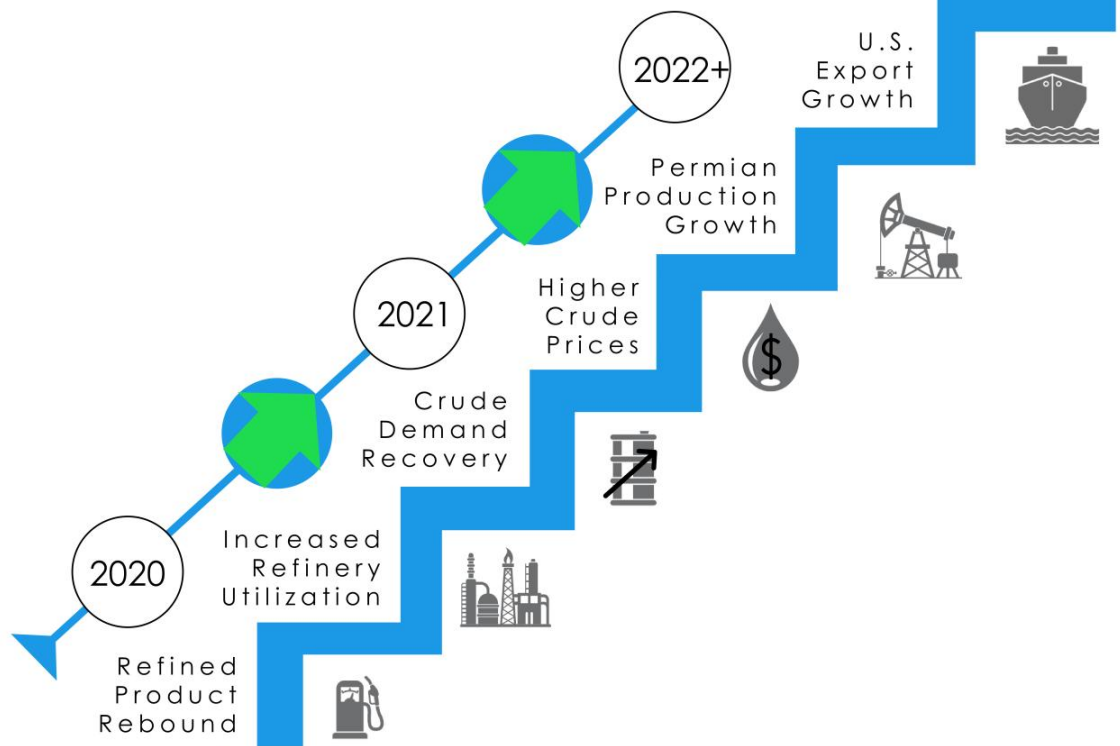 2022+
2021
2020
U.S.
Export
Growth
Permian
Production
Growth
Higher
Crude
Prices
Crude
Demand
Recovery
Increased
Refinery
Utilization
Refined
Product
Rebound
$